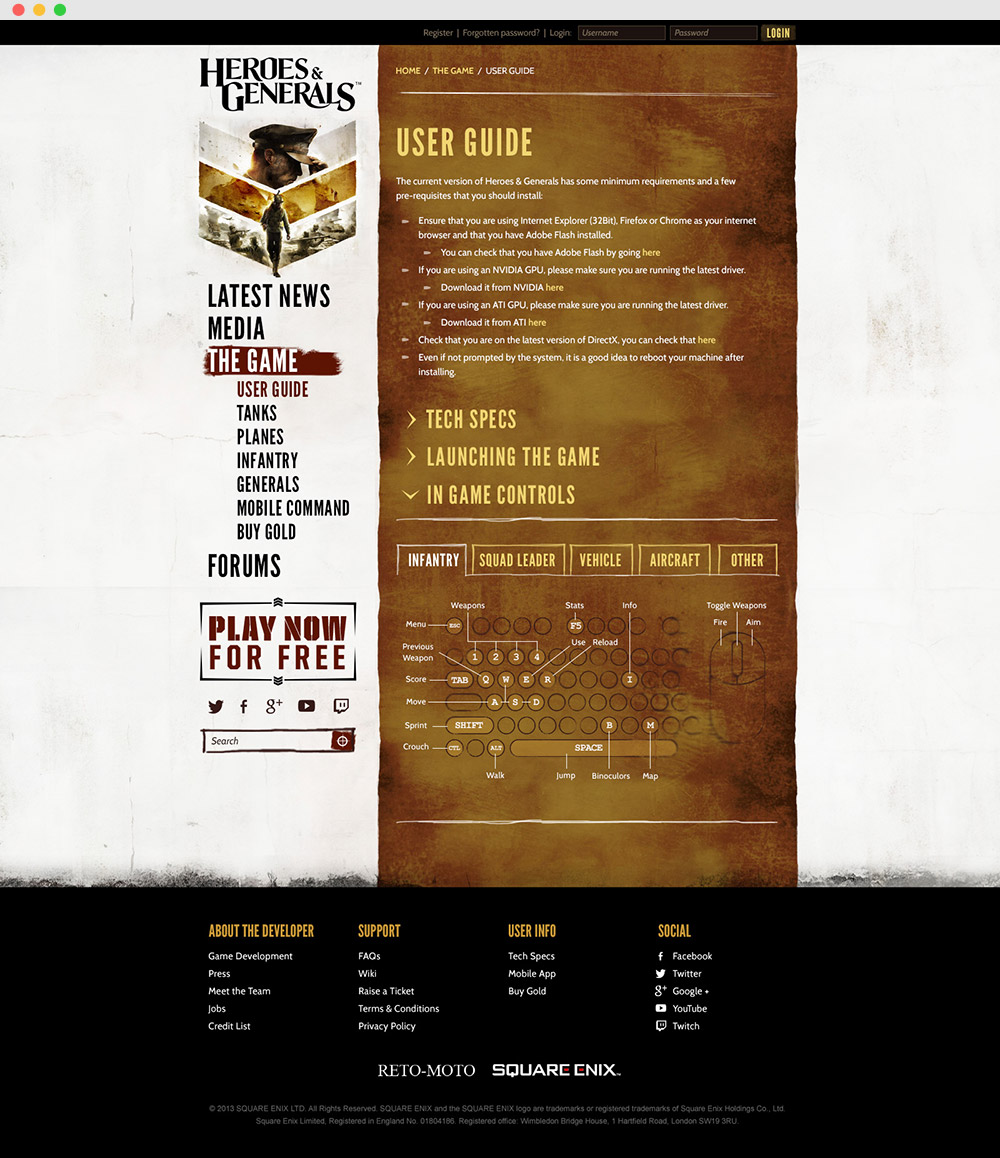 Register | Forgotten password? | Login: Username Password LOGIN
HEROES &
GENERALS™
LATEST NEWS
MEDIA
THE GAME
USER GUIDE
TANKS
PLANES
INFANTRY
GENERALS
MOBILE COMMAND
BUY GOLD
FORUMS
PLAY NOW
FOR FREE
Search
HOME / THE GAME / USER GUIDE
USER GUIDE
The current version of Heroes & Generals has some minimum requirements and a few
pre-requisites that you should install:
Ensure that you are using Internet Explorer (32Bit), Firefox or Chrome as your internet
browser and that you have Adobe Flash installed.
You can check that you have Adobe Flash by going here
If you are using an NVIDIA GPU, please make sure you are running the latest driver.
Download it from NVIDIA here
If you are using an ATI GPU, please make sure you are running the latest driver.
Download it from ATI here
Check that you are on the latest version of DirectX, you can check that here
Even if not prompted by the system, it is a good idea to reboot your machine after
installing.
TECH SPECS
LAUNCHING THE GAME
IN GAME CONTROLS
INFANTRY SQUAD LEADER VEHICLE AIRCRAFT OTHER
Weapons Stats Info Toggle Weapons
Menu ESC F5 Fire Aim
Use Reload
Previous
Weapon
1 2 3 4
Score TAB Q W E R I
Move A S D
Sprint SHIFT B M
Crouch CTL ALT SPACE
Walk Jump Binoculors Map
ABOUT THE DEVELOPER
Game Development
Press
Meet the Team
Jobs
Credit List
SUPPORT
FAQs
Wiki
Raise a Ticket
Terms & Conditions
Privacy Policy
USER INFO
Tech Specs
Mobile App
Buy Gold
SOCIAL
Facebook
Twitter
g+ Google +
YouTube
Twitch
RETO-MOTO SQUARE ENIX™
© 2013 SQUARE ENIX LTD. All Rights Reserved. SQUARE ENIX and the SQUARE ENIX logo are trademarks or registered trademarks of Square Enix Holdings Co., Ltd.
Square Enix Limited, Registered in England No. 01804186. Registered office: Wimbledon Bridge House, 1 Hartfield Road, London SW19 3RU.